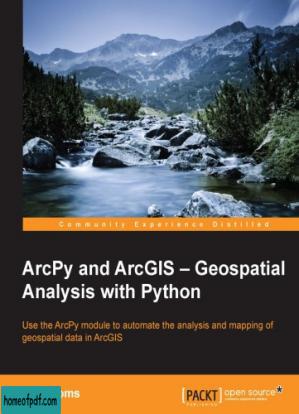 Community Experience Distilled
ArcPy and ArcGIS – Geospatial
Analysis with Python
Use the ArcPy module to automate the analysis and mapping of
geospatial data in ArcGIS
homeofpdf.com
[PACKT] open source*
PUBLISHING